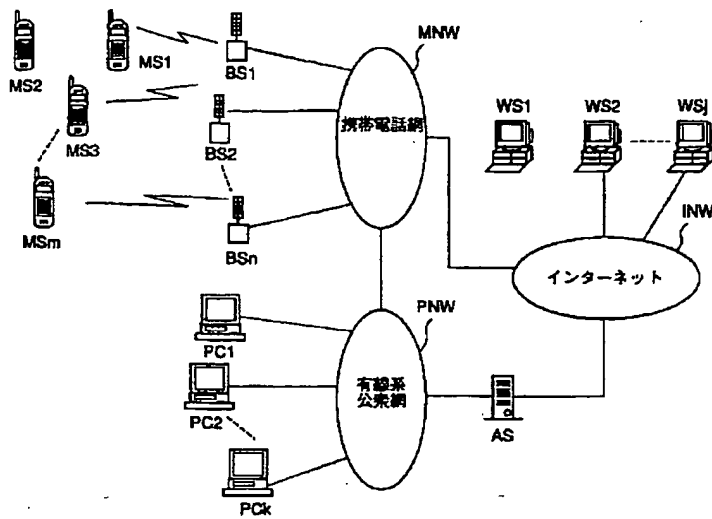 MNW
MS2
MS1
BS1
WS1
WS2
WSj
携帯電話網
MS3
BS2
INW
MSm
BSn
インターネット
PC1
PNW
有線系
公衆網
PC2
AS
PCk